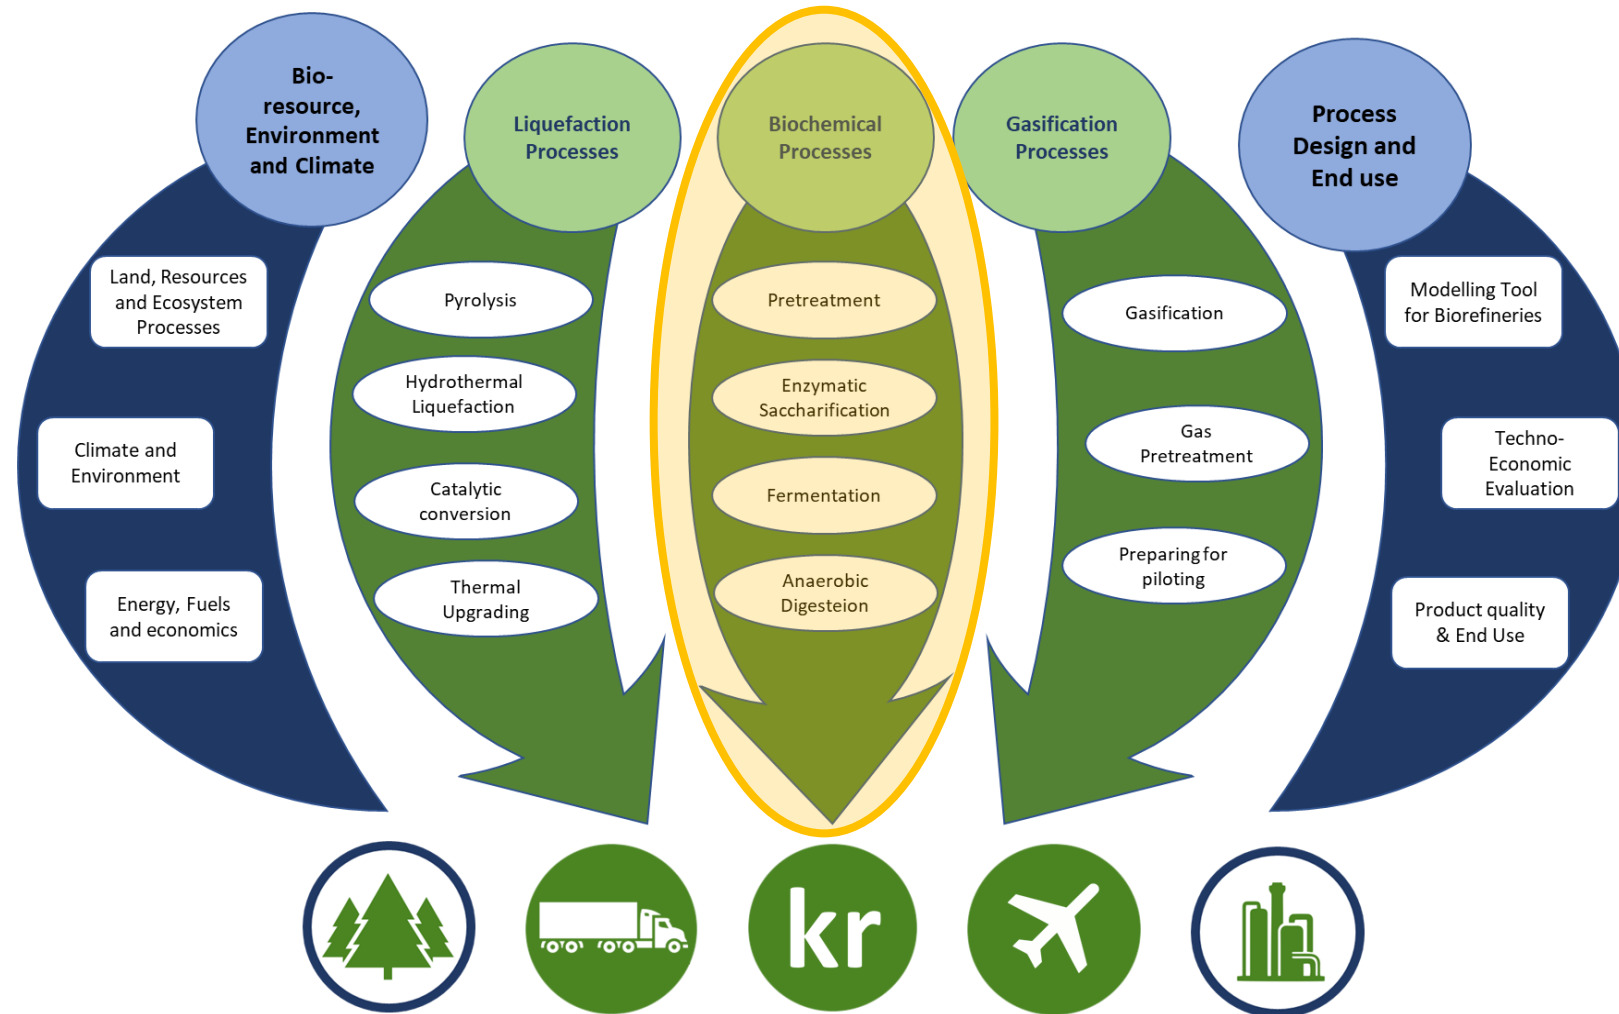 Bio-
resource,
Environment
and Climate
Land, Resources
and Ecosystem
Processes
Climate and
Environment
Energy, Fuels
and economics
Liquefaction
Processes
Pyrolysis
Hydrothermal
Liquefaction
Catalytic
conversion
Thermal
Upgrading
Biochemical
Processes
Pretreatment
Enzymatic
Saccharification
Fermentation
Anaerobic
Digesteion
Gasification
Processes
Gasification
Gas
Pretreatment
Preparing for
piloting
Process
Design and
End use
Modelling Tool
for Biorefineries
Techno-
Economic
Evaluation
Product quality
& End Use
kr